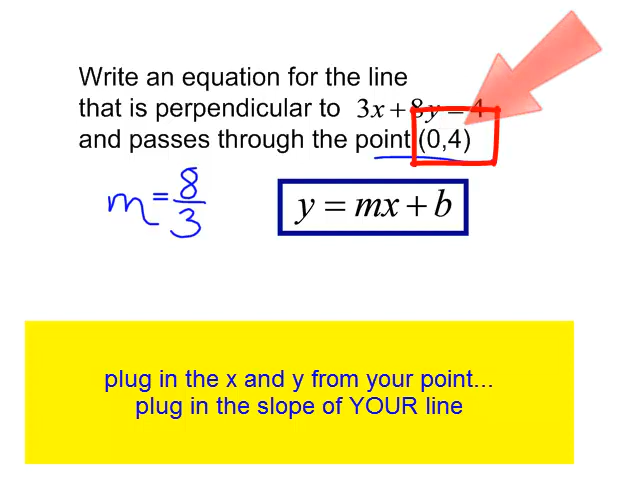 Write an equation for the line
that is perpendicular to 3x + 8y = 4
and passes through the point (0,4)
m = 8/3
y = mx + b
plug in the x and y from your point...
plug in the slope of YOUR line